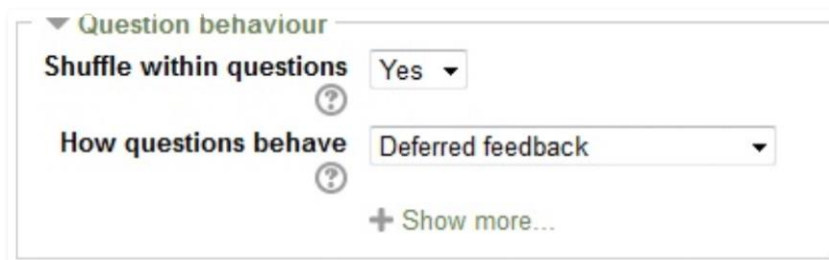 Question behaviour
Shuffle within questions Yes
How questions behave Deferred feedback
Show more...